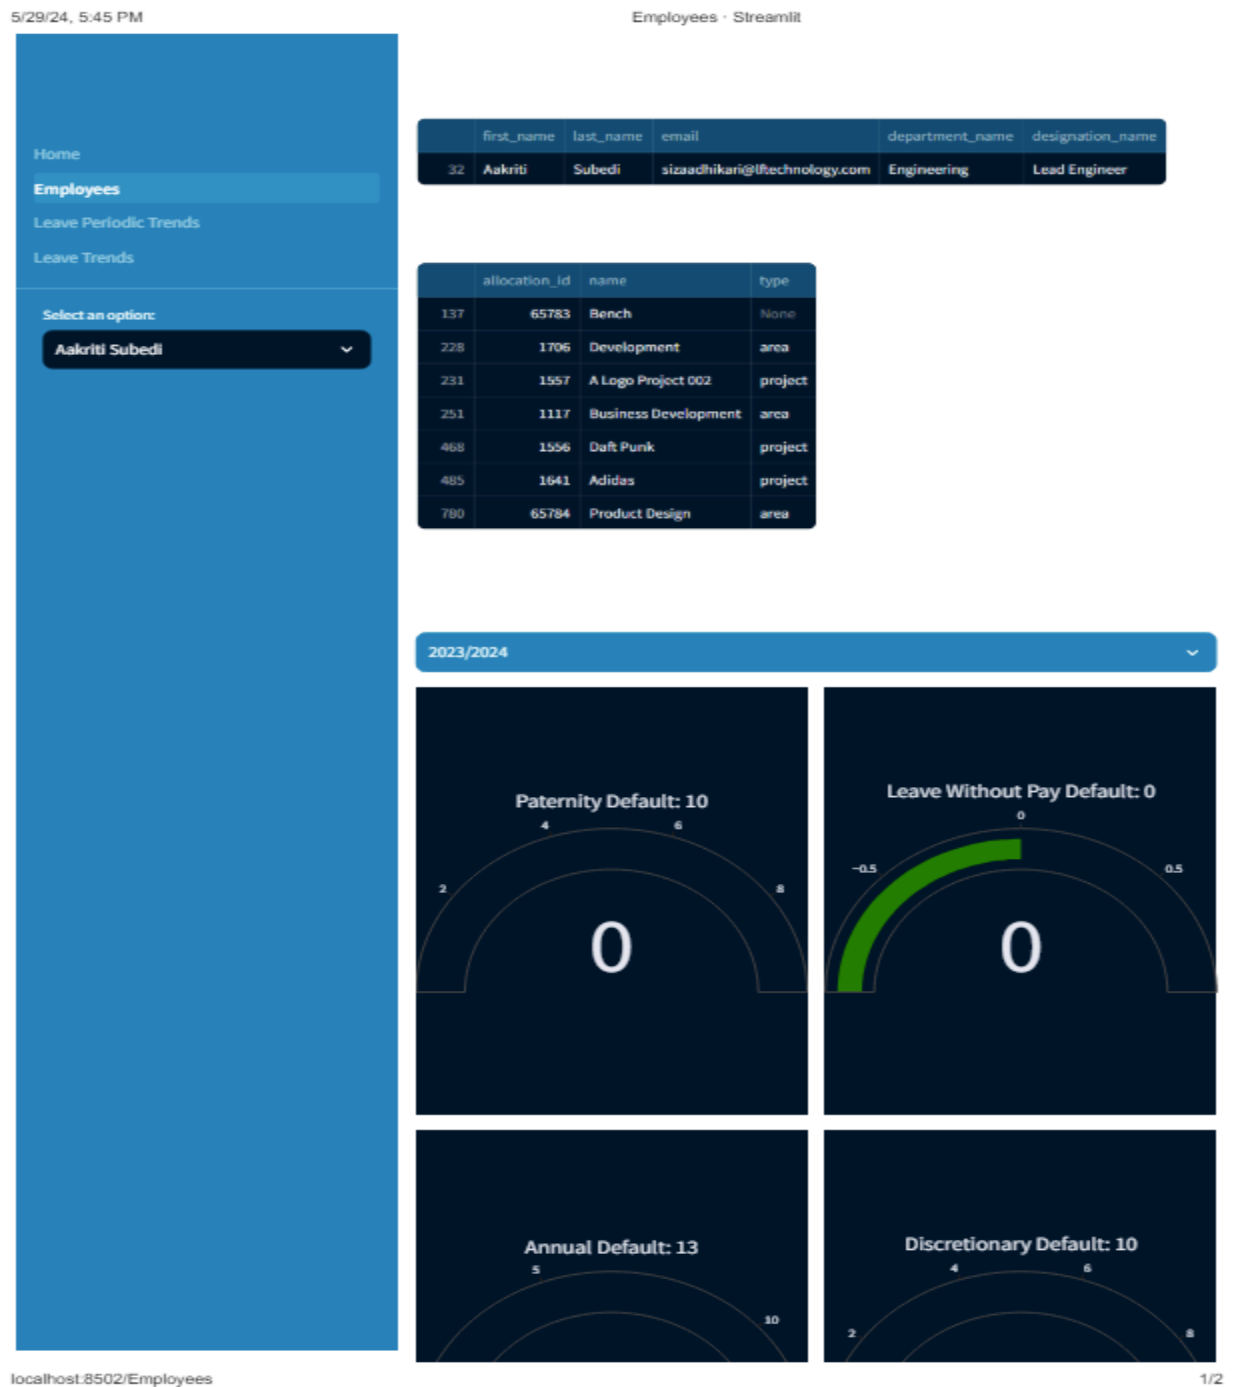 5/29/24, 5:45 PM Employees · Streamlit
Home
Employees
Leave Periodic Trends
Leave Trends
Select an option:
Aakriti Subedi
first_name last_name email department_name designation_name
32 Aakriti Subedi sizaadhikari@lftechnology.com Engineering Lead Engineer
allocation_id name type
137 65783 Bench None
228 1706 Development area
231 1557 A Logo Project 002 project
251 1117 Business Development area
468 1556 Daft Punk project
485 1641 Adidas project
780 65784 Product Design area
2023/2024
Paternity Default: 10
4 6
2 8
0
Leave Without Pay Default: 0
0
−0.5 0.5
0
Annual Default: 13
5
10
Discretionary Default: 10
4 6
2 8
localhost:8502/Employees 1/2